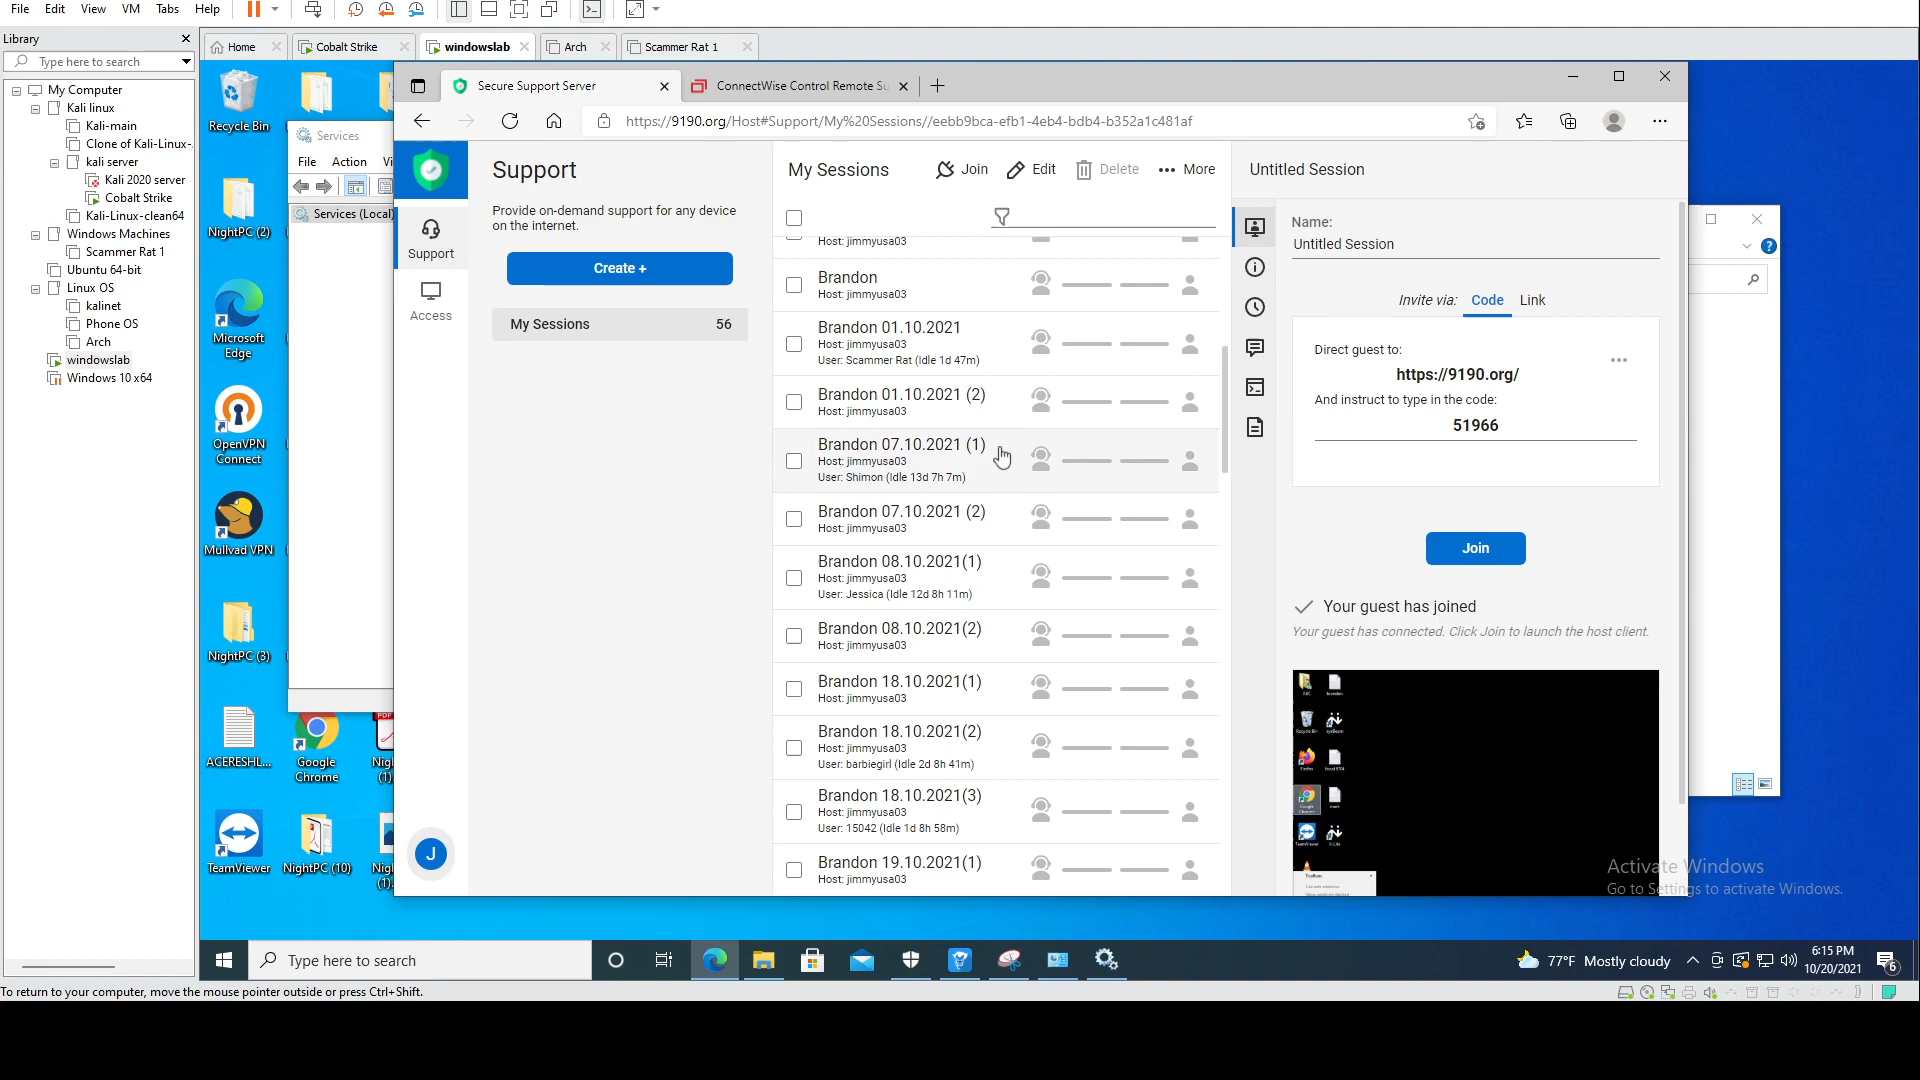 File Edit View VM Tabs Help
Library
Type here to search
My Computer
Kali linux
Kali-main
Clone of Kali-Linux-
kali server
Kali 2020 server
Cobalt Strike
Kali-Linux-clean64
Windows Machines
Scammer Rat 1
Ubuntu 64-bit
Linux OS
kalinet
Phone OS
Arch
windowslab
Windows 10 x64
Home Cobalt Strike windowslab Arch Scammer Rat 1
Recycle Bin
NightPC (2)
Microsoft
Edge
OpenVPN
Connect
Mullvad VPN
NightPC (3)
ACERESHL...
Google
Chrome
TeamViewer
NightPC (10)
Services
File Action
Services (Local)
Secure Support Server
ConnectWise Control Remote Su
https://9190.org/Host#Support/My%20Sessions//eebb9bca-efb1-4eb4-bdb4-b352a1c481af
Support
Access
J
Support
Provide on-demand support for any device
on the internet.
Create +
My Sessions 56
My Sessions Join Edit Delete More
Host: jimmyusa03
Brandon
Host: jimmyusa03
Brandon 01.10.2021
Host: jimmyusa03
User: Scammer Rat (Idle 1d 47m)
Brandon 01.10.2021 (2)
Host: jimmyusa03
Brandon 07.10.2021 (1)
Host: jimmyusa03
User: Shimon (Idle 13d 7h 7m)
Brandon 07.10.2021 (2)
Host: jimmyusa03
Brandon 08.10.2021(1)
Host: jimmyusa03
User: Jessica (Idle 12d 8h 11m)
Brandon 08.10.2021(2)
Host: jimmyusa03
Brandon 18.10.2021(1)
Host: jimmyusa03
Brandon 18.10.2021(2)
Host: jimmyusa03
User: barbiegirl (Idle 2d 8h 41m)
Brandon 18.10.2021(3)
Host: jimmyusa03
User: 15042 (Idle 1d 8h 58m)
Brandon 19.10.2021(1)
Host: jimmyusa03
Untitled Session
Name:
Untitled Session
Invite via: Code Link
Direct guest to:
https://9190.org/
And instruct to type in the code:
51966
Join
Your guest has joined
Your guest has connected. Click Join to launch the host client.
Activate Windows
Go to Settings to activate Windows.
Type here to search
77°F Mostly cloudy
6:15 PM
10/20/2021
6
To return to your computer, move the mouse pointer outside or press Ctrl+Shift.